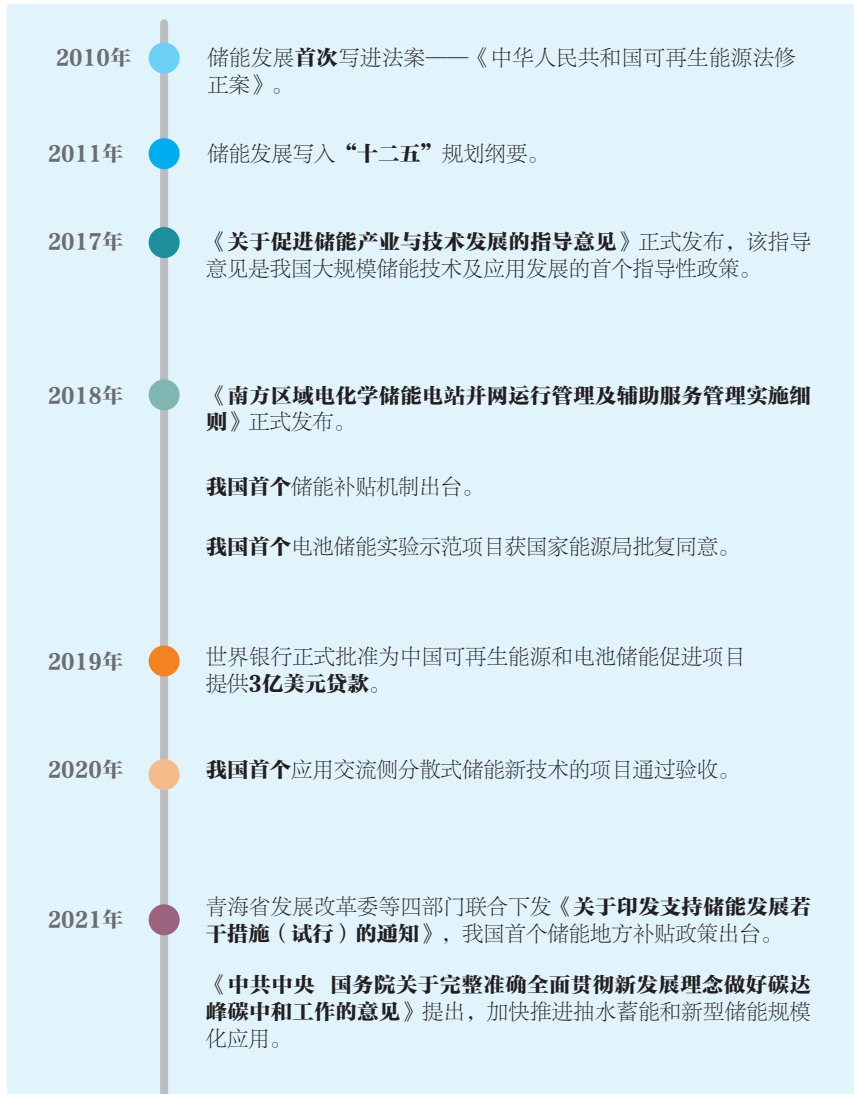 2010年
储能发展首次写进法案——《中华人民共和国可再生能源法修
正案》。
2011年
储能发展写入“十二五”规划纲要。
2017年
《关于促进储能产业与技术发展的指导意见》正式发布，该指导
意见是我国大规模储能技术及应用发展的首个指导性政策。
2018年
《南方区域电化学储能电站并网运行管理及辅助服务管理实施细
则》正式发布。
我国首个储能补贴机制出台。
我国首个电池储能实验示范项目获国家能源局批复同意。
2019年
世界银行正式批准为中国可再生能源和电池储能促进项目
提供3亿美元贷款。
2020年
我国首个应用交流侧分散式储能新技术的项目通过验收。
2021年
青海省发展改革委等四部门联合下发《关于印发支持储能发展若
干措施（试行）的通知》，我国首个储能地方补贴政策出台。
《中共中央 国务院关于完整准确全面贯彻新发展理念做好碳达
峰碳中和工作的意见》提出，加快推进抽水蓄能和新型储能规模
化应用。